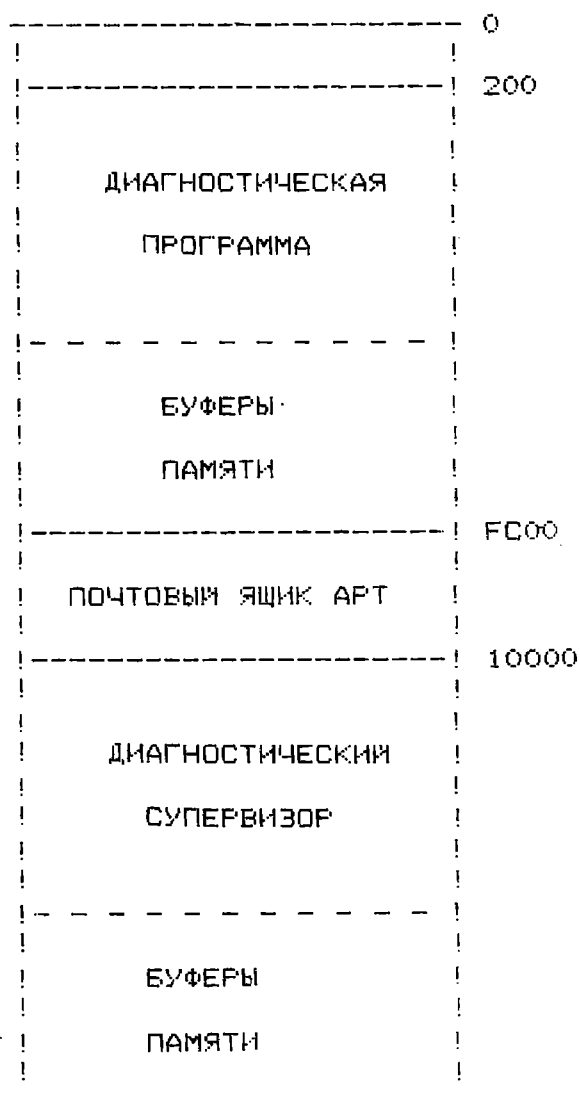 0
200
ДИАГНОСТИЧЕСКАЯ
ПРОГРАММА
БУФЕРЫ
ПАМЯТИ
FC00
ПОЧТОВЫЙ ЯЩИК АРТ
10000
ДИАГНОСТИЧЕСКИЙ
СУПЕРВИЗОР
БУФЕРЫ
ПАМЯТИ